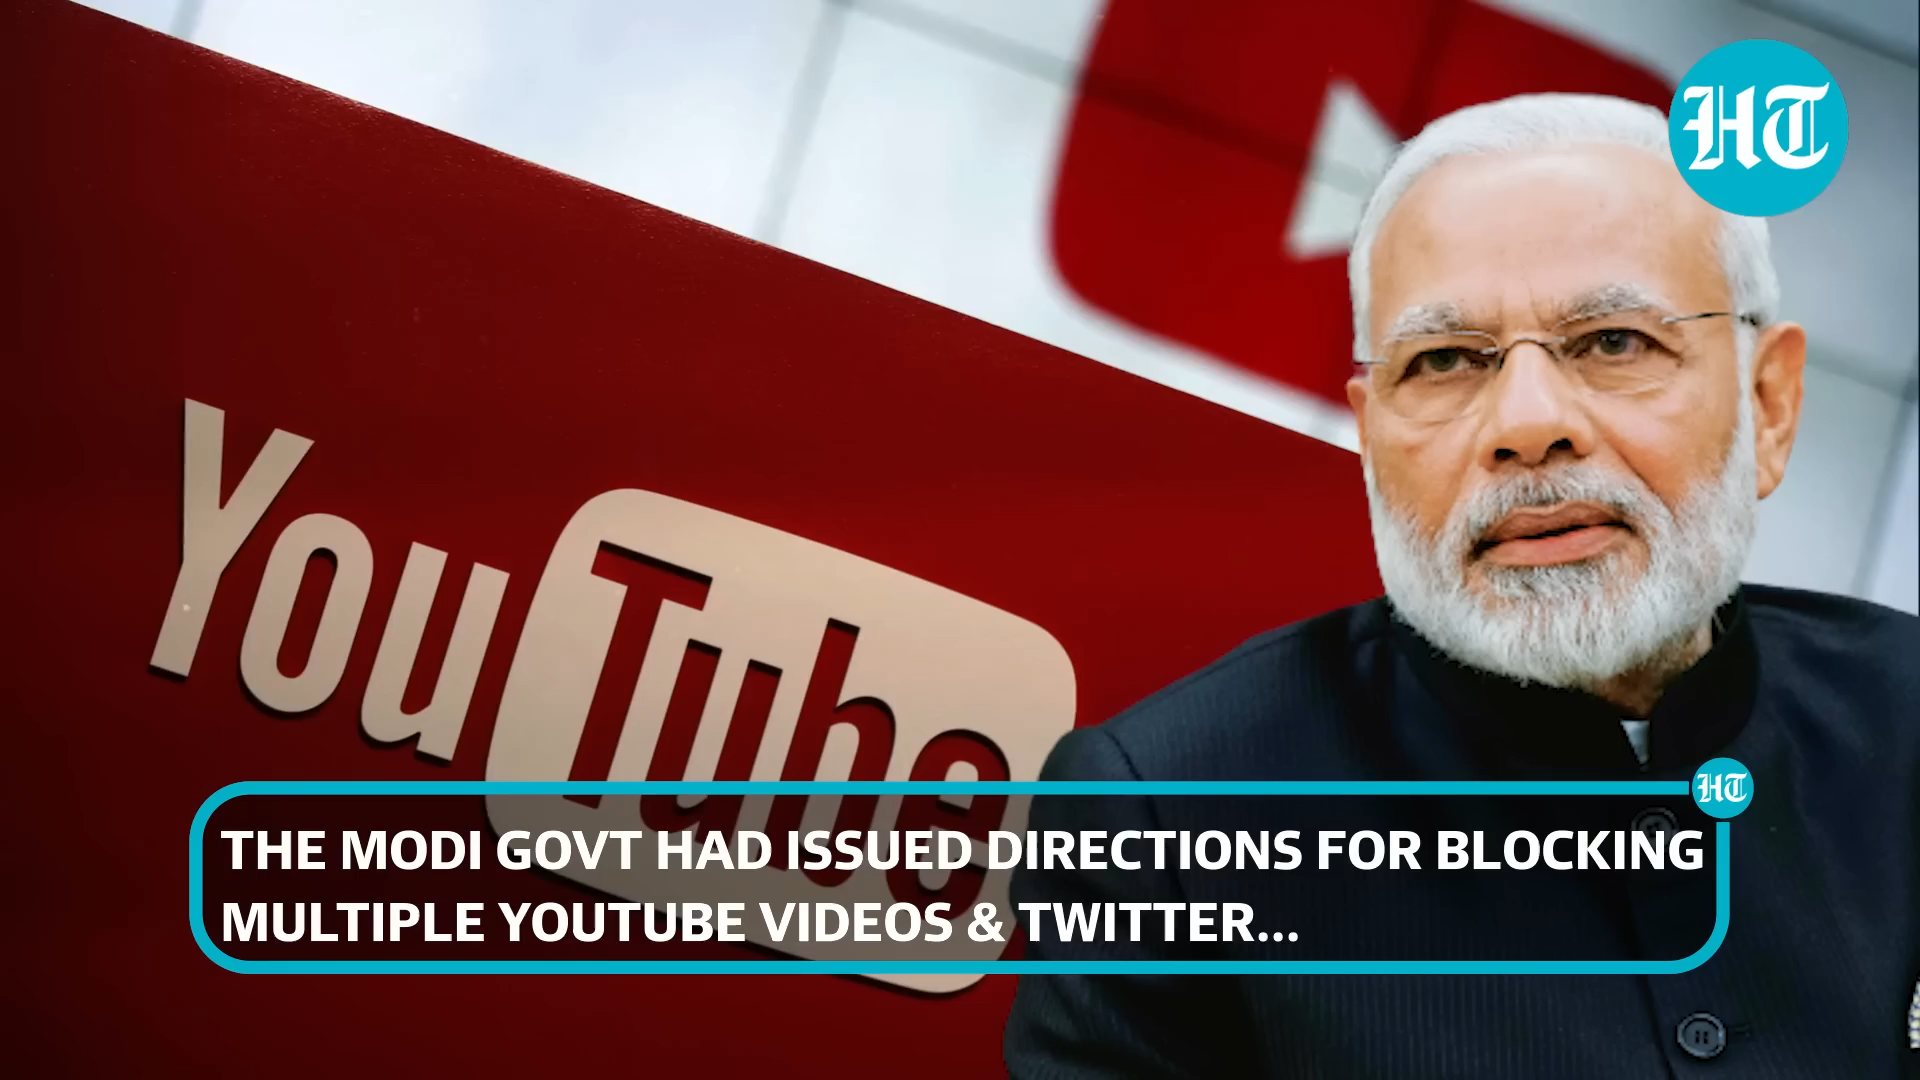 HT
YouTube
HT
THE MODI GOVT HAD ISSUED DIRECTIONS FOR BLOCKING
MULTIPLE YOUTUBE VIDEOS & TWITTER...